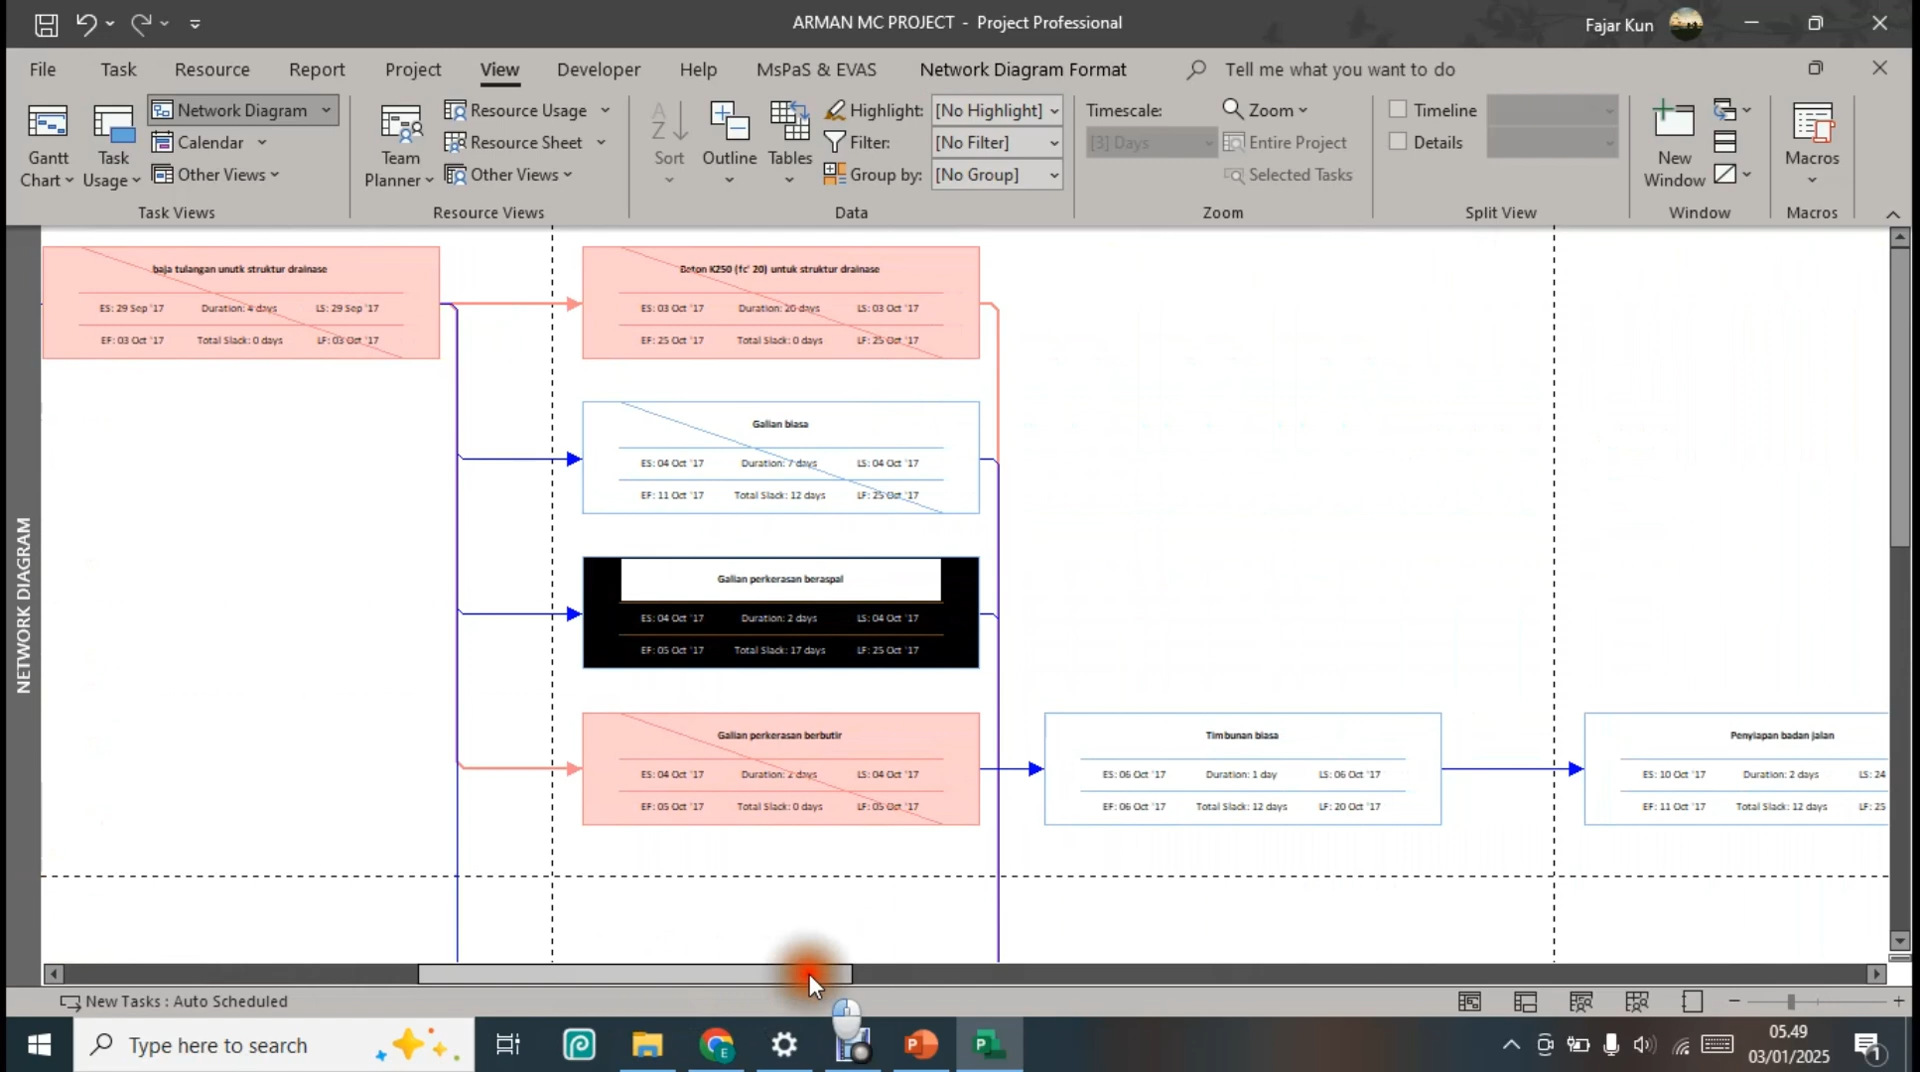 ARMAN MC PROJECT - Project Professional
Fajar Kun
File Task Resource Report Project View Developer Help MsPaS & EVAS Network Diagram Format Tell me what you want to do
Gantt Chart
Task Usage
Network Diagram
Calendar
Other Views
Task Views
Team Planner
Resource Usage
Resource Sheet
Other Views
Resource Views
Sort
Outline
Tables
Highlight: [No Highlight]
Filter: [No Filter]
Group by: [No Group]
Data
Timescale:
[3] Days
Zoom
Entire Project
Selected Tasks
Zoom
Timeline
Details
Split View
New Window
Window
Macros
Macros
NETWORK DIAGRAM
baja tulangan unutk struktur drainase
ES: 29 Sep '17 Duration: 4 days LS: 29 Sep '17
EF: 03 Oct '17 Total Slack: 0 days LF: 03 Oct '17
Beton K250 (fc' 20) untuk struktur drainase
ES: 03 Oct '17 Duration: 20 days LS: 03 Oct '17
EF: 25 Oct '17 Total Slack: 0 days LF: 25 Oct '17
Galian biasa
ES: 04 Oct '17 Duration: 7 days LS: 04 Oct '17
EF: 11 Oct '17 Total Slack: 12 days LF: 25 Oct '17
Galian perkerasan beraspal
ES: 04 Oct '17 Duration: 2 days LS: 04 Oct '17
EF: 05 Oct '17 Total Slack: 17 days LF: 25 Oct '17
Galian perkerasan berbutir
ES: 04 Oct '17 Duration: 2 days LS: 04 Oct '17
EF: 05 Oct '17 Total Slack: 0 days LF: 05 Oct '17
Timbunan biasa
ES: 06 Oct '17 Duration: 1 day LS: 06 Oct '17
EF: 06 Oct '17 Total Slack: 12 days LF: 20 Oct '17
Penyiapan badan jalan
ES: 10 Oct '17 Duration: 2 days LS: 24
EF: 11 Oct '17 Total Slack: 12 days LF: 25
New Tasks : Auto Scheduled
Type here to search
05.49
03/01/2025
1